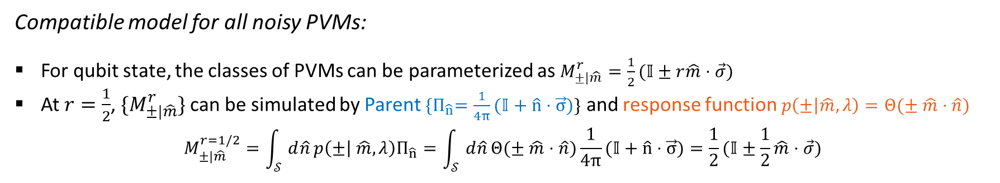 Compatible model for all noisy PVMs:
▪ For qubit state, the classes of PVMs can be parameterized as $M^{r}_{\pm|\hat{m}} = \frac{1}{2}(\mathbb{I} \pm r\hat{m} \cdot \vec{\sigma})$
▪ At $r = \frac{1}{2}$, $\{M^{r}_{\pm|\hat{m}}\}$ can be simulated by Parent $\{\Pi_{\hat{n}} = \frac{1}{4\pi}(\mathbb{I} + \hat{n} \cdot \vec{\sigma})\}$ and response function $p(\pm|\hat{m}, \lambda) = \Theta(\pm\, \hat{m} \cdot \hat{n})$
$M^{r=1/2}_{\pm|\hat{m}} = \int_{\mathcal{S}} d\hat{n}\, p(\pm|\, \hat{m}, \lambda)\Pi_{\hat{n}} = \int_{\mathcal{S}} d\hat{n}\, \Theta(\pm\, \hat{m} \cdot \hat{n}) \frac{1}{4\pi}(\mathbb{I} + \hat{n} \cdot \vec{\sigma}) = \frac{1}{2}(\mathbb{I} \pm \frac{1}{2}\hat{m} \cdot \vec{\sigma})$